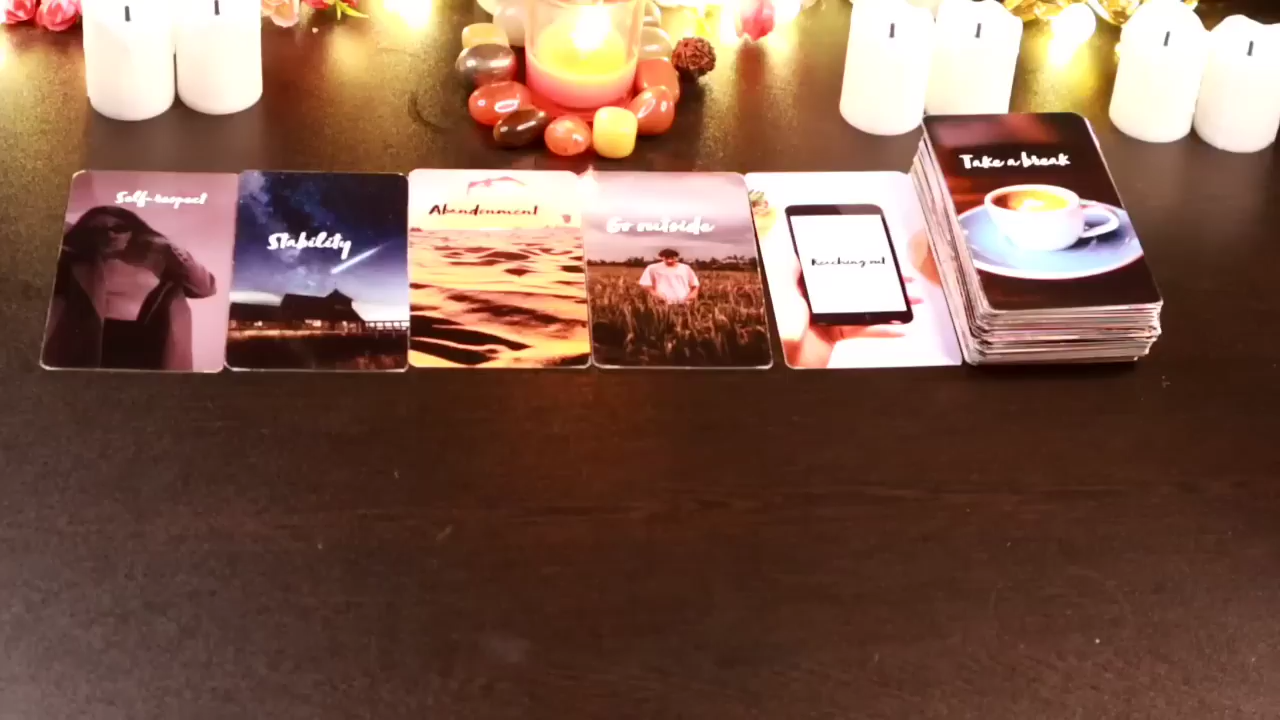 Self-respect
Stability
Abandonment
Go outside
Reaching out
Take a break